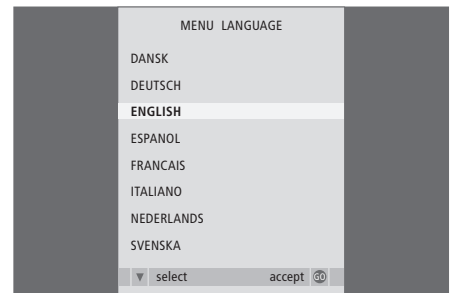 MENU LANGUAGE
DANSK
DEUTSCH
ENGLISH
ESPANOL
FRANCAIS
ITALIANO
NEDERLANDS
SVENSKA
▼ select accept GO